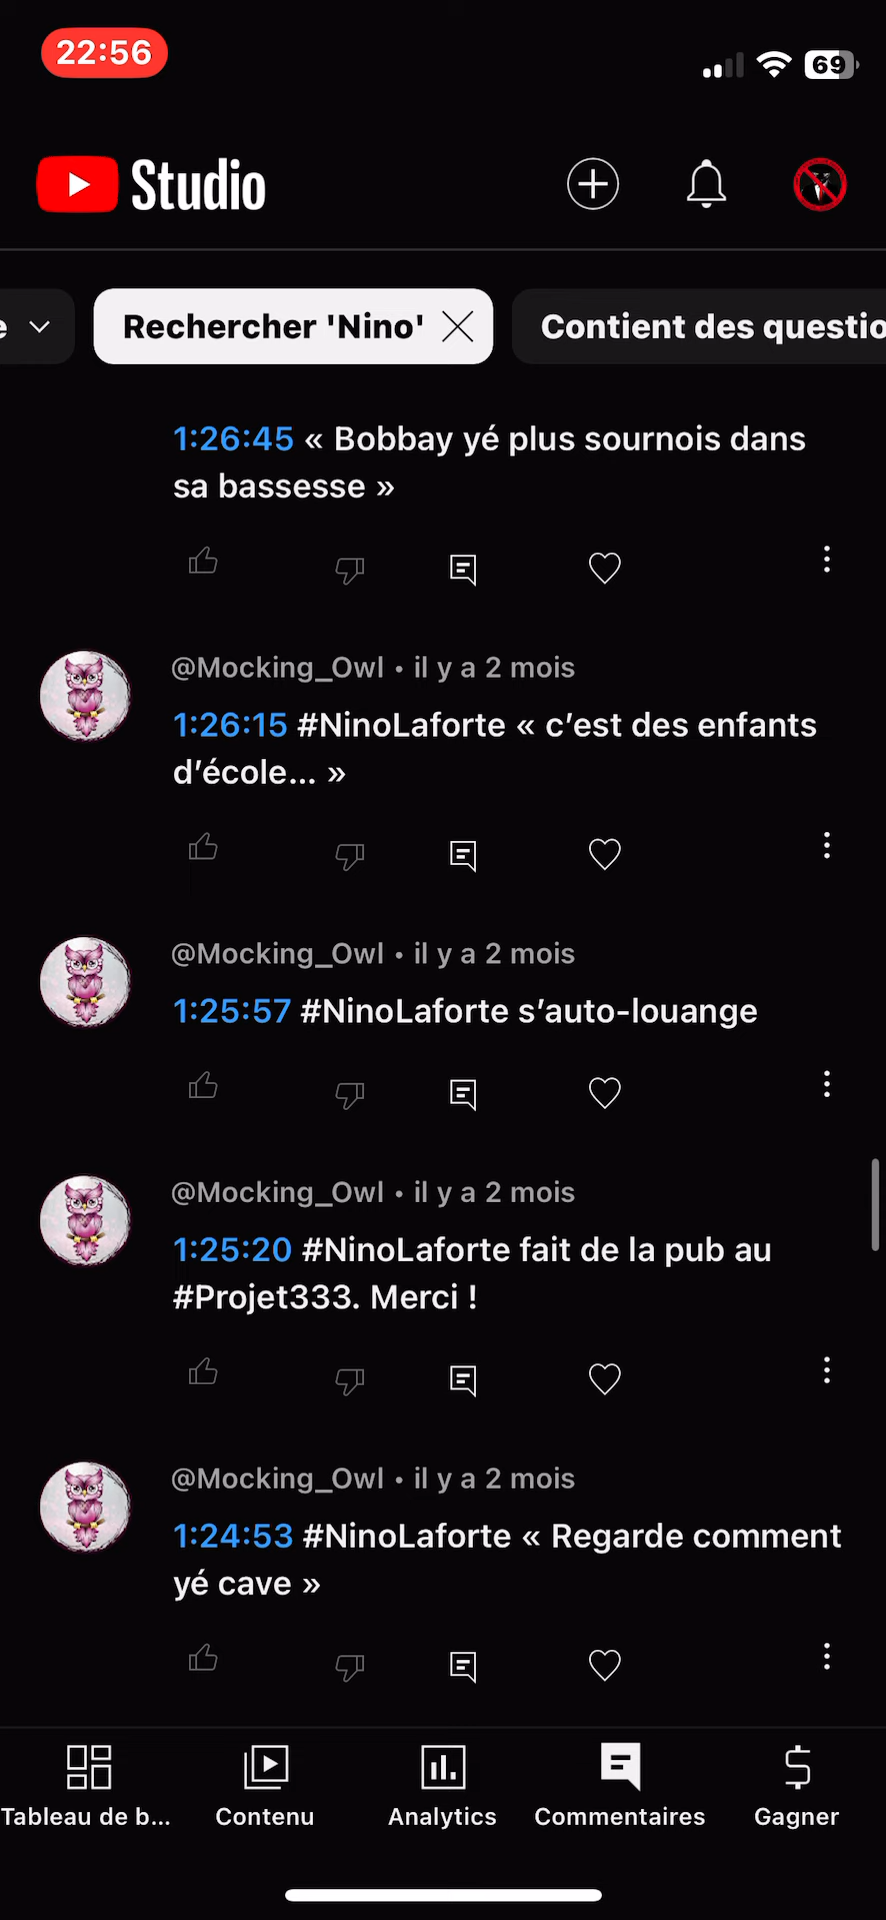 22:56
69
Studio
e
Rechercher 'Nino'
Contient des questio
1:26:45 « Bobbay yé plus sournois dans
sa bassesse »
@Mocking_Owl • il y a 2 mois
1:26:15 #NinoLaforte « c’est des enfants
d’école... »
@Mocking_Owl • il y a 2 mois
1:25:57 #NinoLaforte s’auto-louange
@Mocking_Owl • il y a 2 mois
1:25:20 #NinoLaforte fait de la pub au
#Projet333. Merci !
@Mocking_Owl • il y a 2 mois
1:24:53 #NinoLaforte « Regarde comment
yé cave »
Tableau de b...
Contenu
Analytics
Commentaires
Gagner